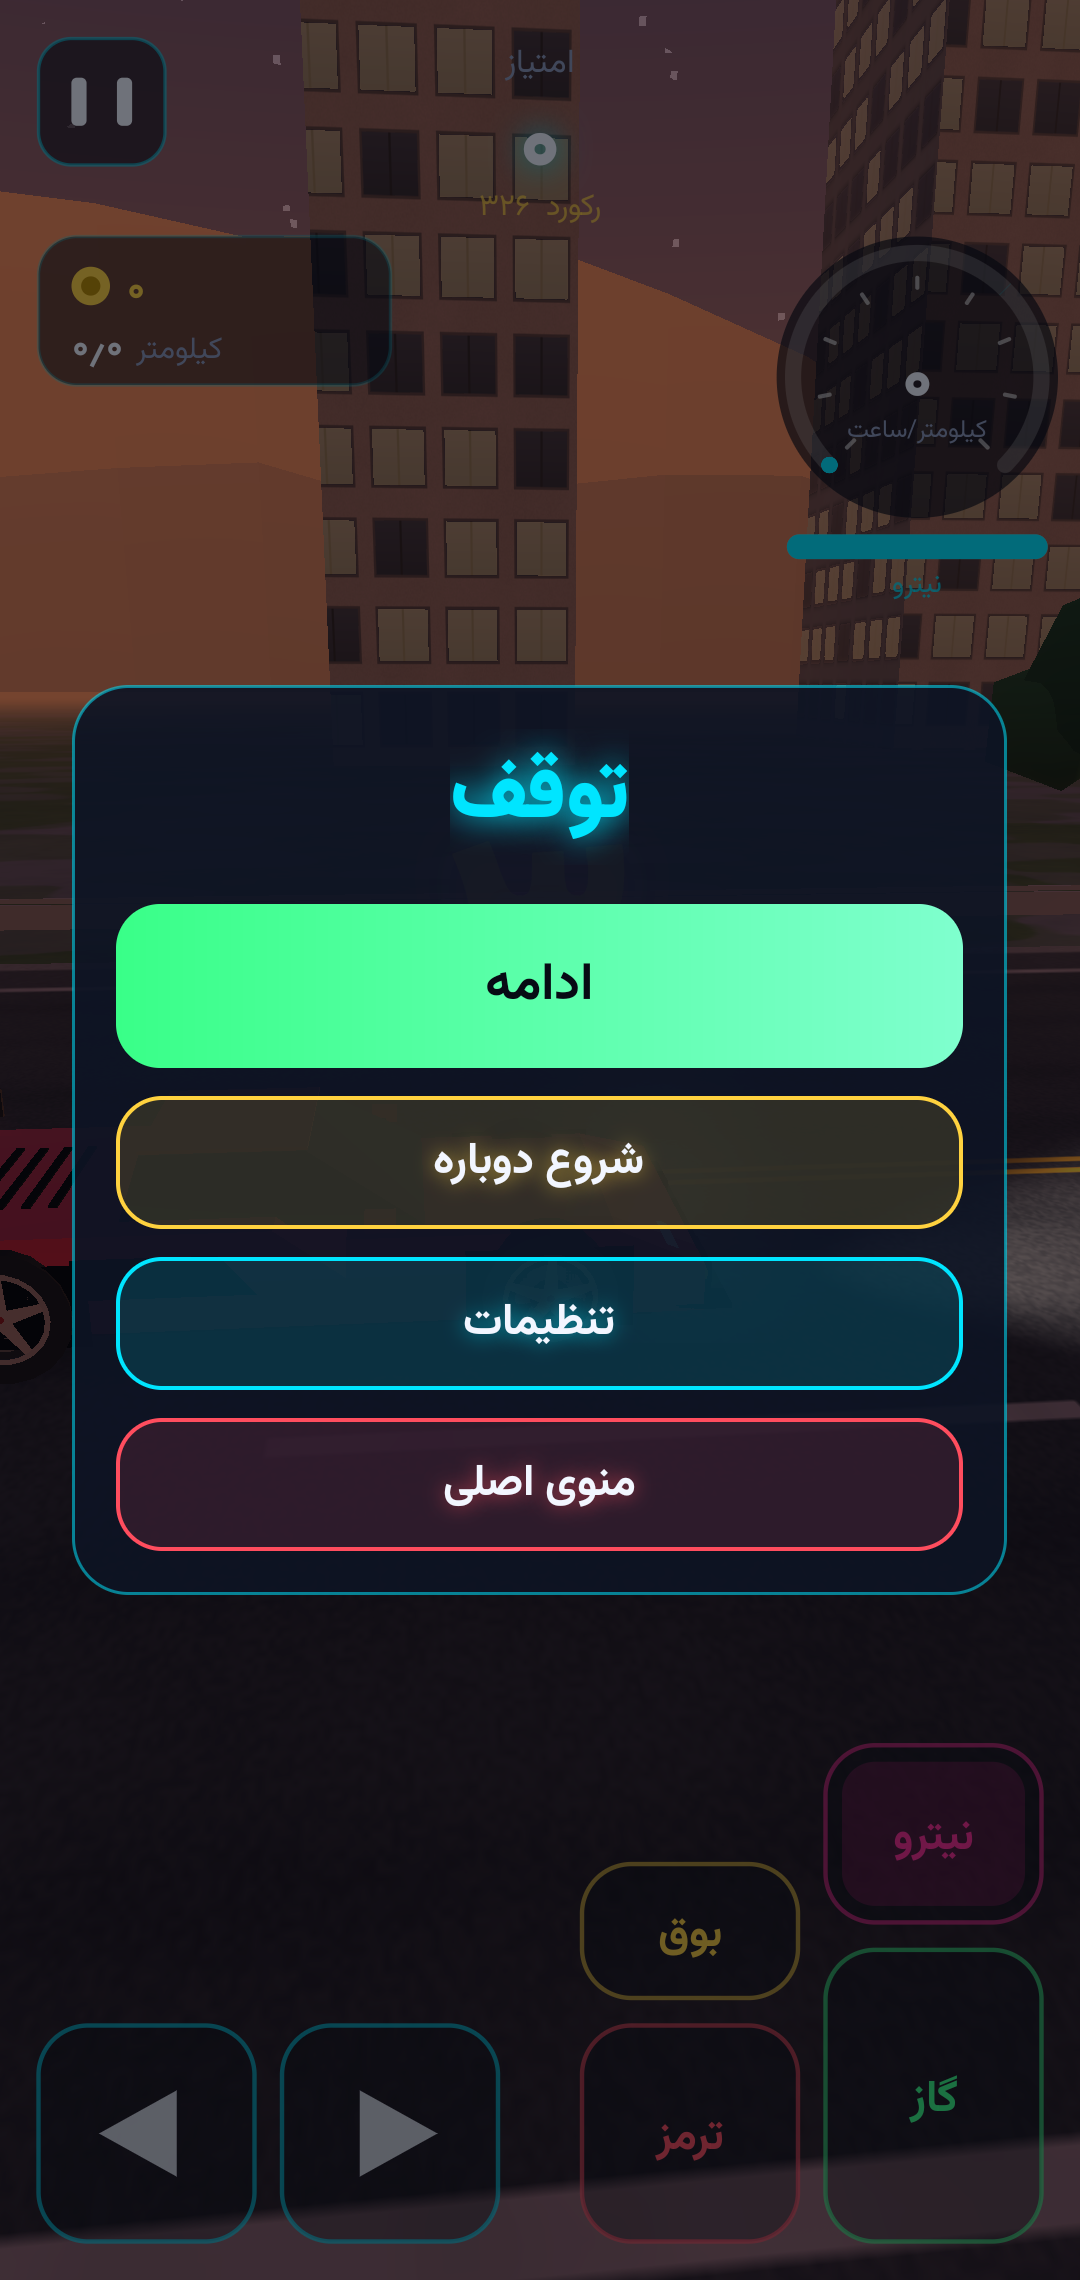 امتیاز
۰
رکورد ۳۲۶
۰
۰/۰ کیلومتر
۰
کیلومتر/ساعت
نیترو
توقف
ادامه
شروع دوباره
تنظیمات
منوی اصلی
نیترو
بوق
گاز
ترمز